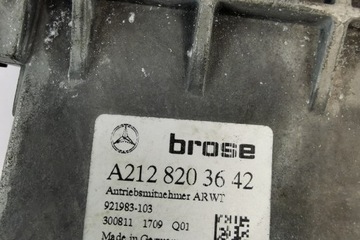 brose
A212 820 36 42
Antriebsmitnehmer ARWT
921983-103
300811 1709 Q01
Made in Germany